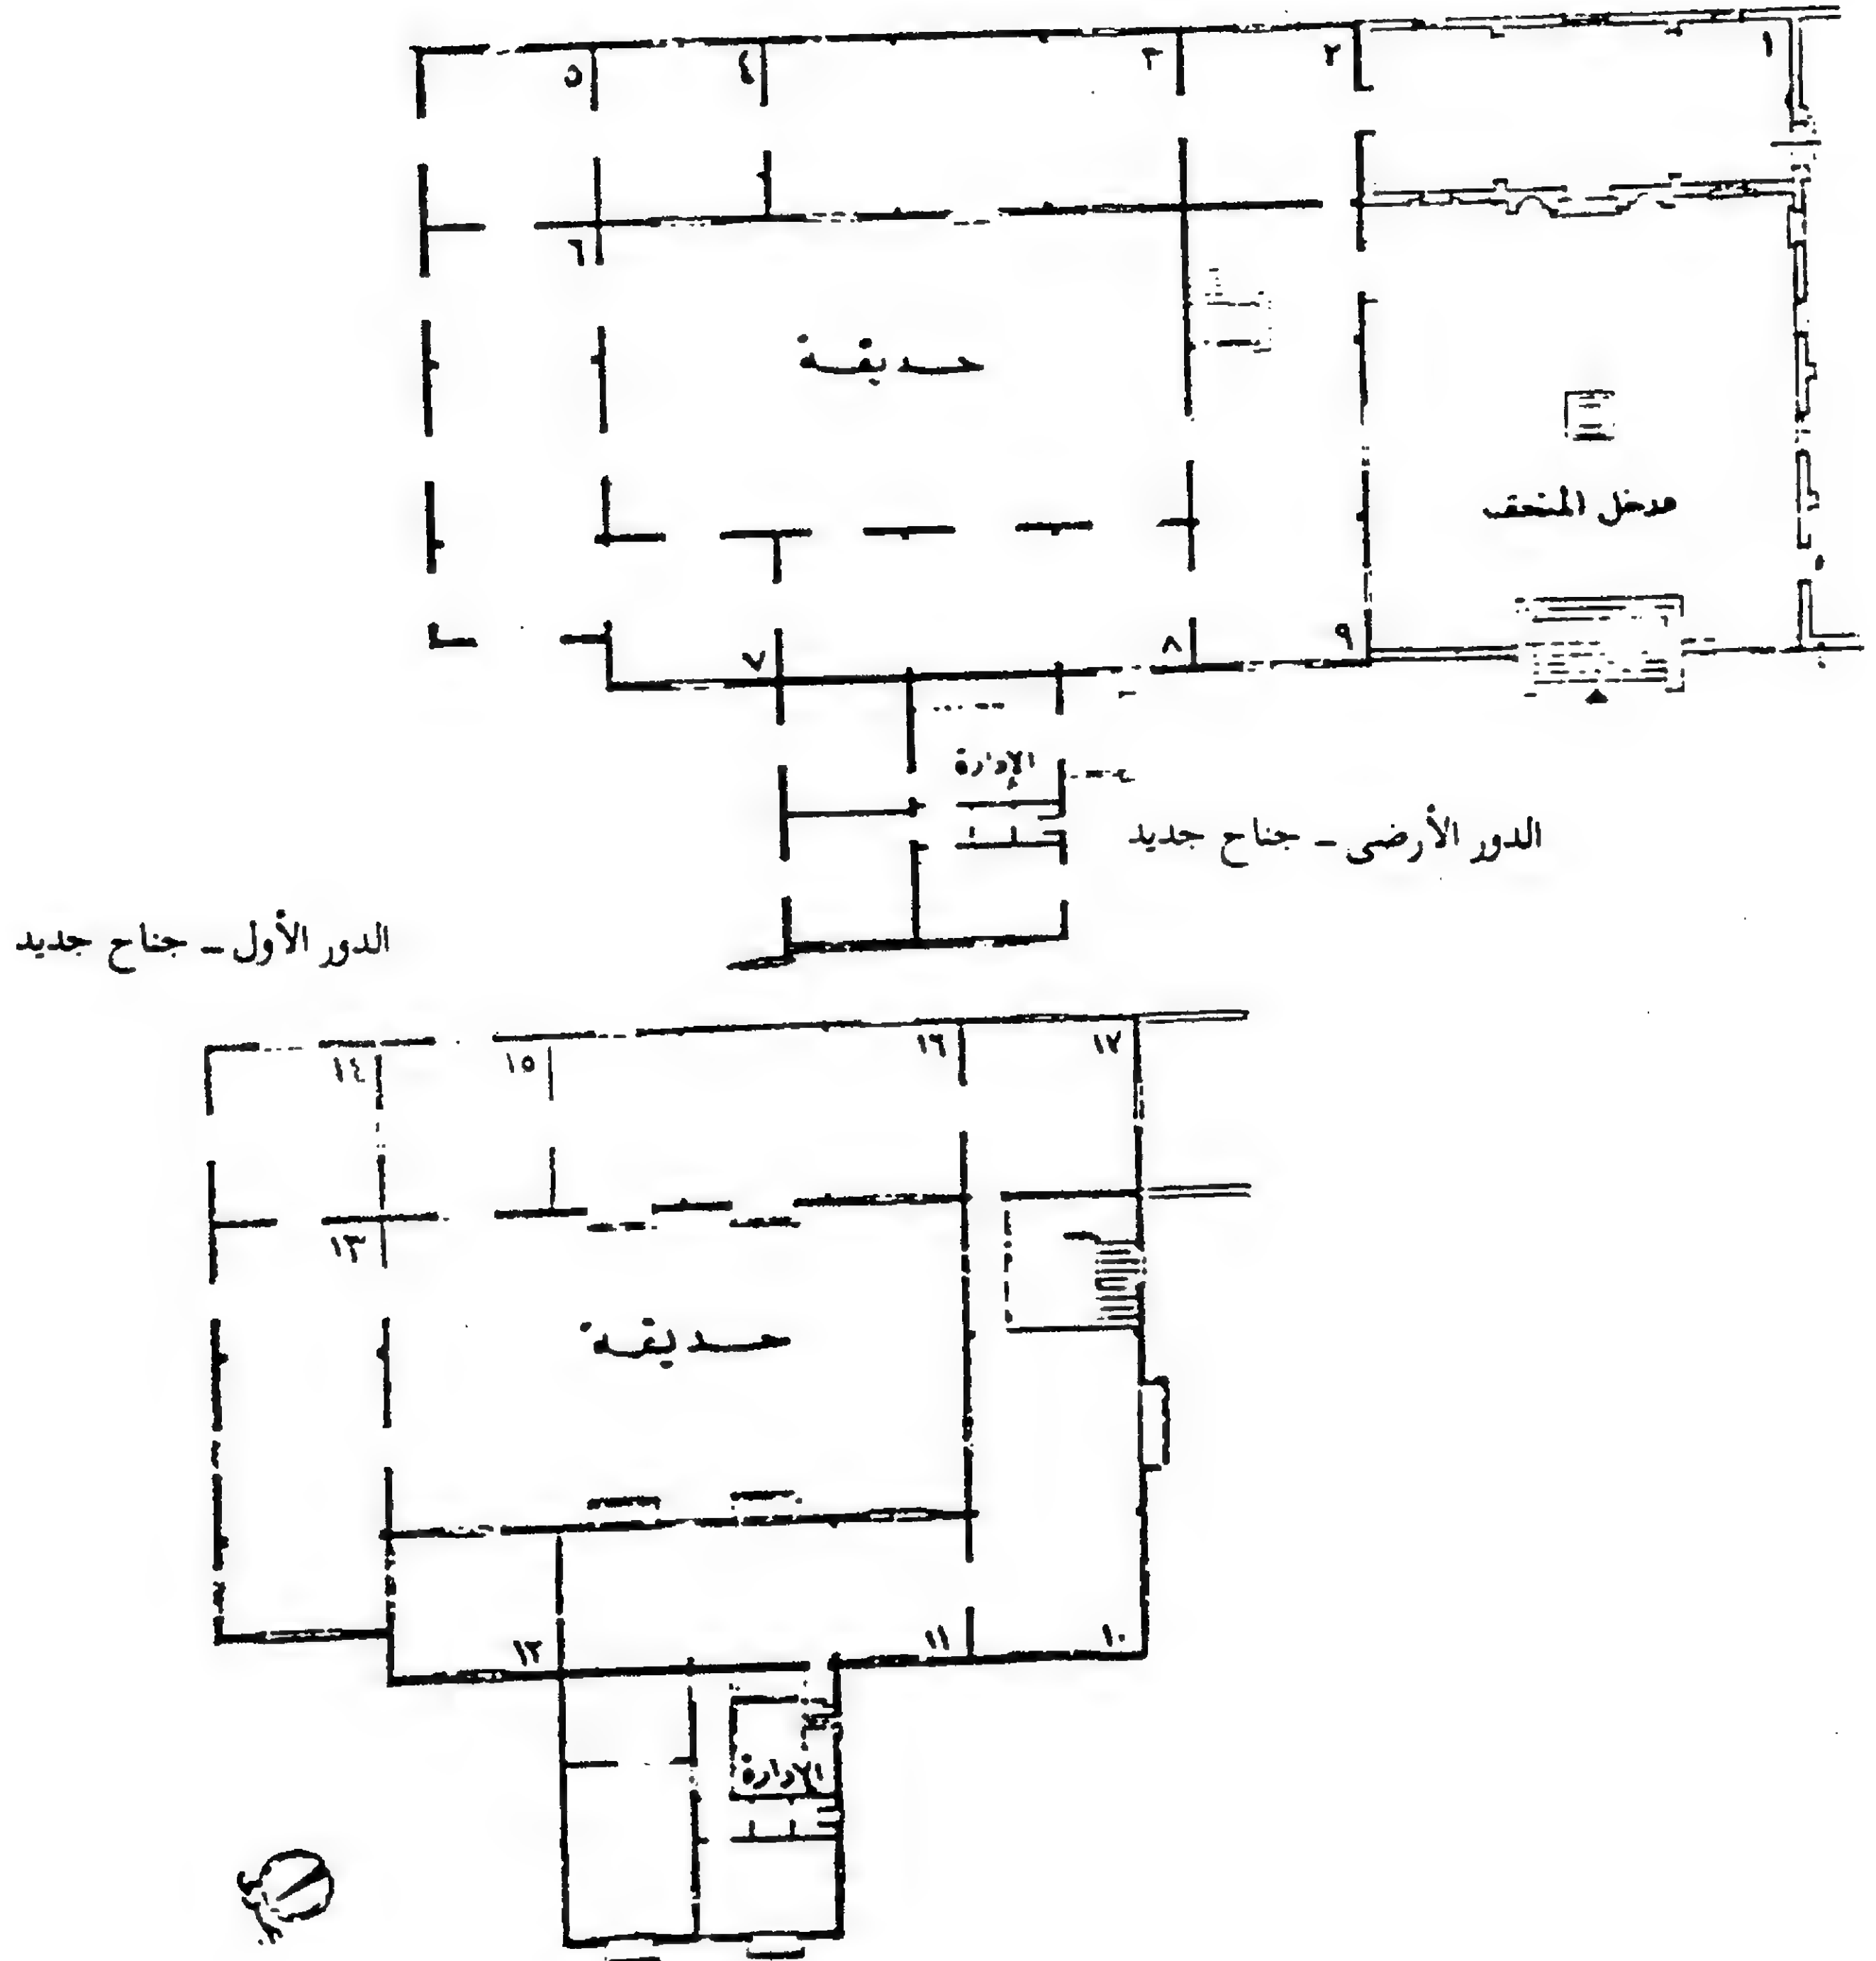 ١
٢
٣
٤
٥
٦
حديقة
مدخل المتحف
٧
٨
٩
الإدارة
الدور الأرضى - جناح جديد
الدور الأول - جناح جديد
١٤
١٥
١٦
١٧
١٣
حديقة
١٢
١١
١٠
الإدارة